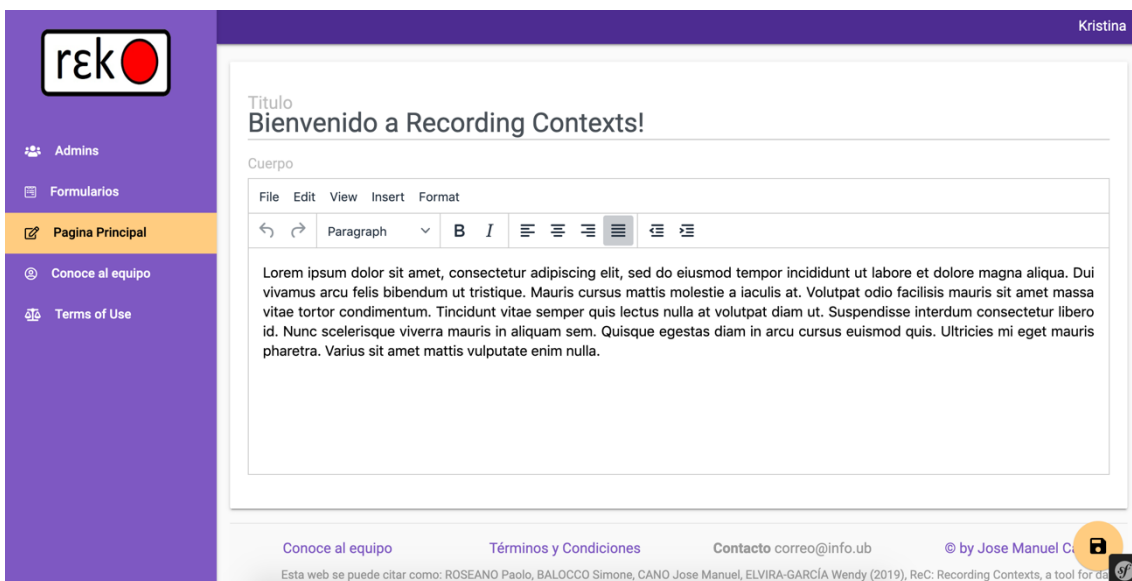 Kristina
rεk
Admins
Formularios
Pagina Principal
Conoce al equipo
Terms of Use
Titulo
Bienvenido a Recording Contexts!
Cuerpo
File Edit View Insert Format
Paragraph B I
Lorem ipsum dolor sit amet, consectetur adipiscing elit, sed do eiusmod tempor incididunt ut labore et dolore magna aliqua. Dui
vivamus arcu felis bibendum ut tristique. Mauris cursus mattis molestie a iaculis at. Volutpat odio facilisis mauris sit amet massa
vitae tortor condimentum. Tincidunt vitae semper quis lectus nulla at volutpat diam ut. Suspendisse interdum consectetur libero
id. Nunc scelerisque viverra mauris in aliquam sem. Quisque egestas diam in arcu cursus euismod quis. Ultricies mi eget mauris
pharetra. Varius sit amet mattis vulputate enim nulla.
Conoce al equipo Términos y Condiciones Contacto correo@info.ub © by Jose Manuel
Esta web se puede citar como: ROSEANO Paolo, BALOCCO Simone, CANO Jose Manuel, ELVIRA-GARCÍA Wendy (2019), ReC: Recording Contexts, a tool for
sf